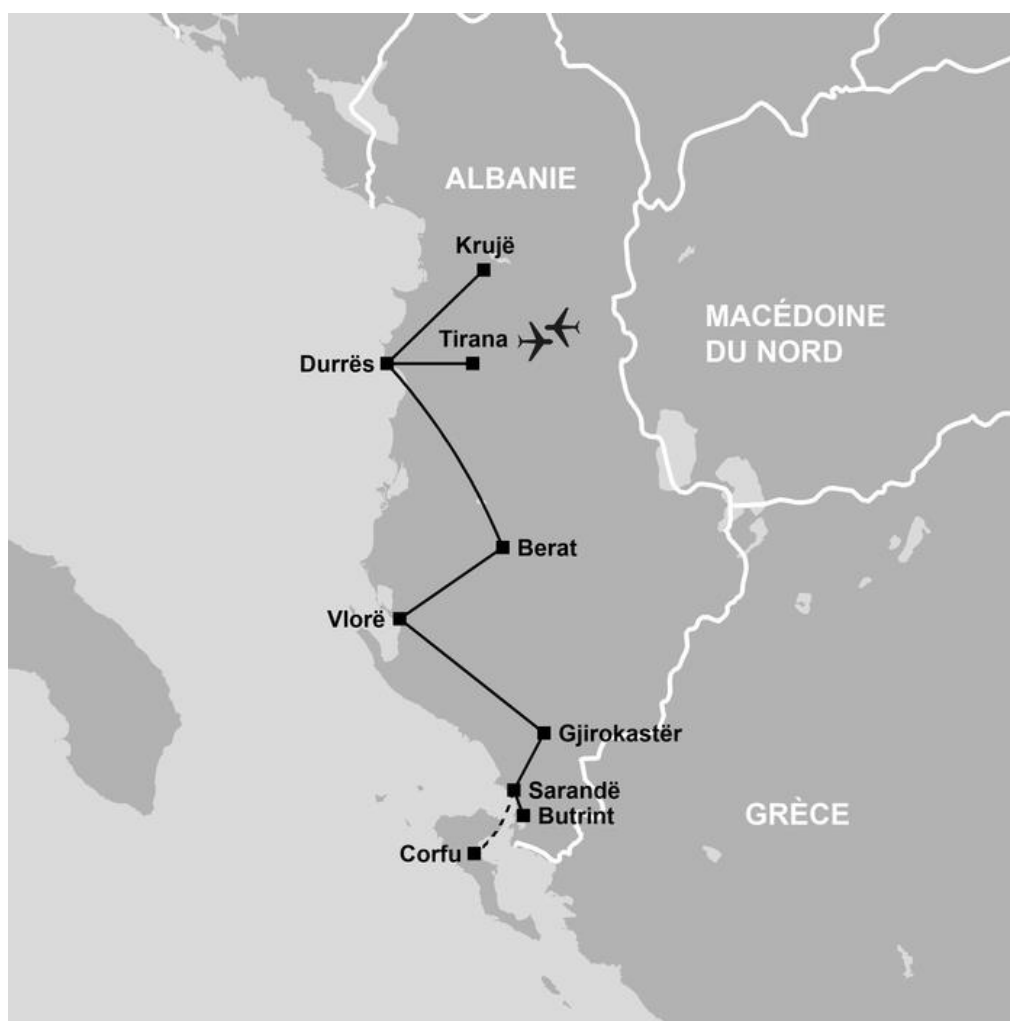 ALBANIE
Krujë
Tirana
Durrës
MACÉDOINE
DU NORD
Berat
Vlorë
Gjirokastër
Sarandë
Butrint
GRÈCE
Corfu